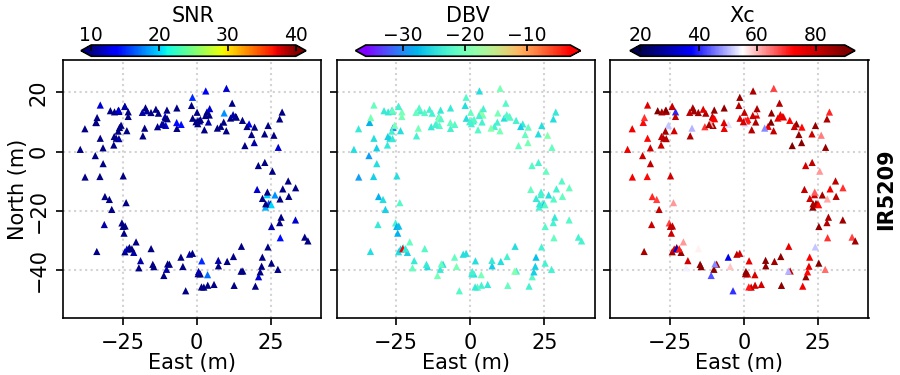 SNR DBV Xc
10 20 30 40 −30 −20 −10 20 40 60 80
20
0
−20
−40
North (m)
IR5209
−25 0 25 −25 0 25 −25 0 25
East (m) East (m) East (m)